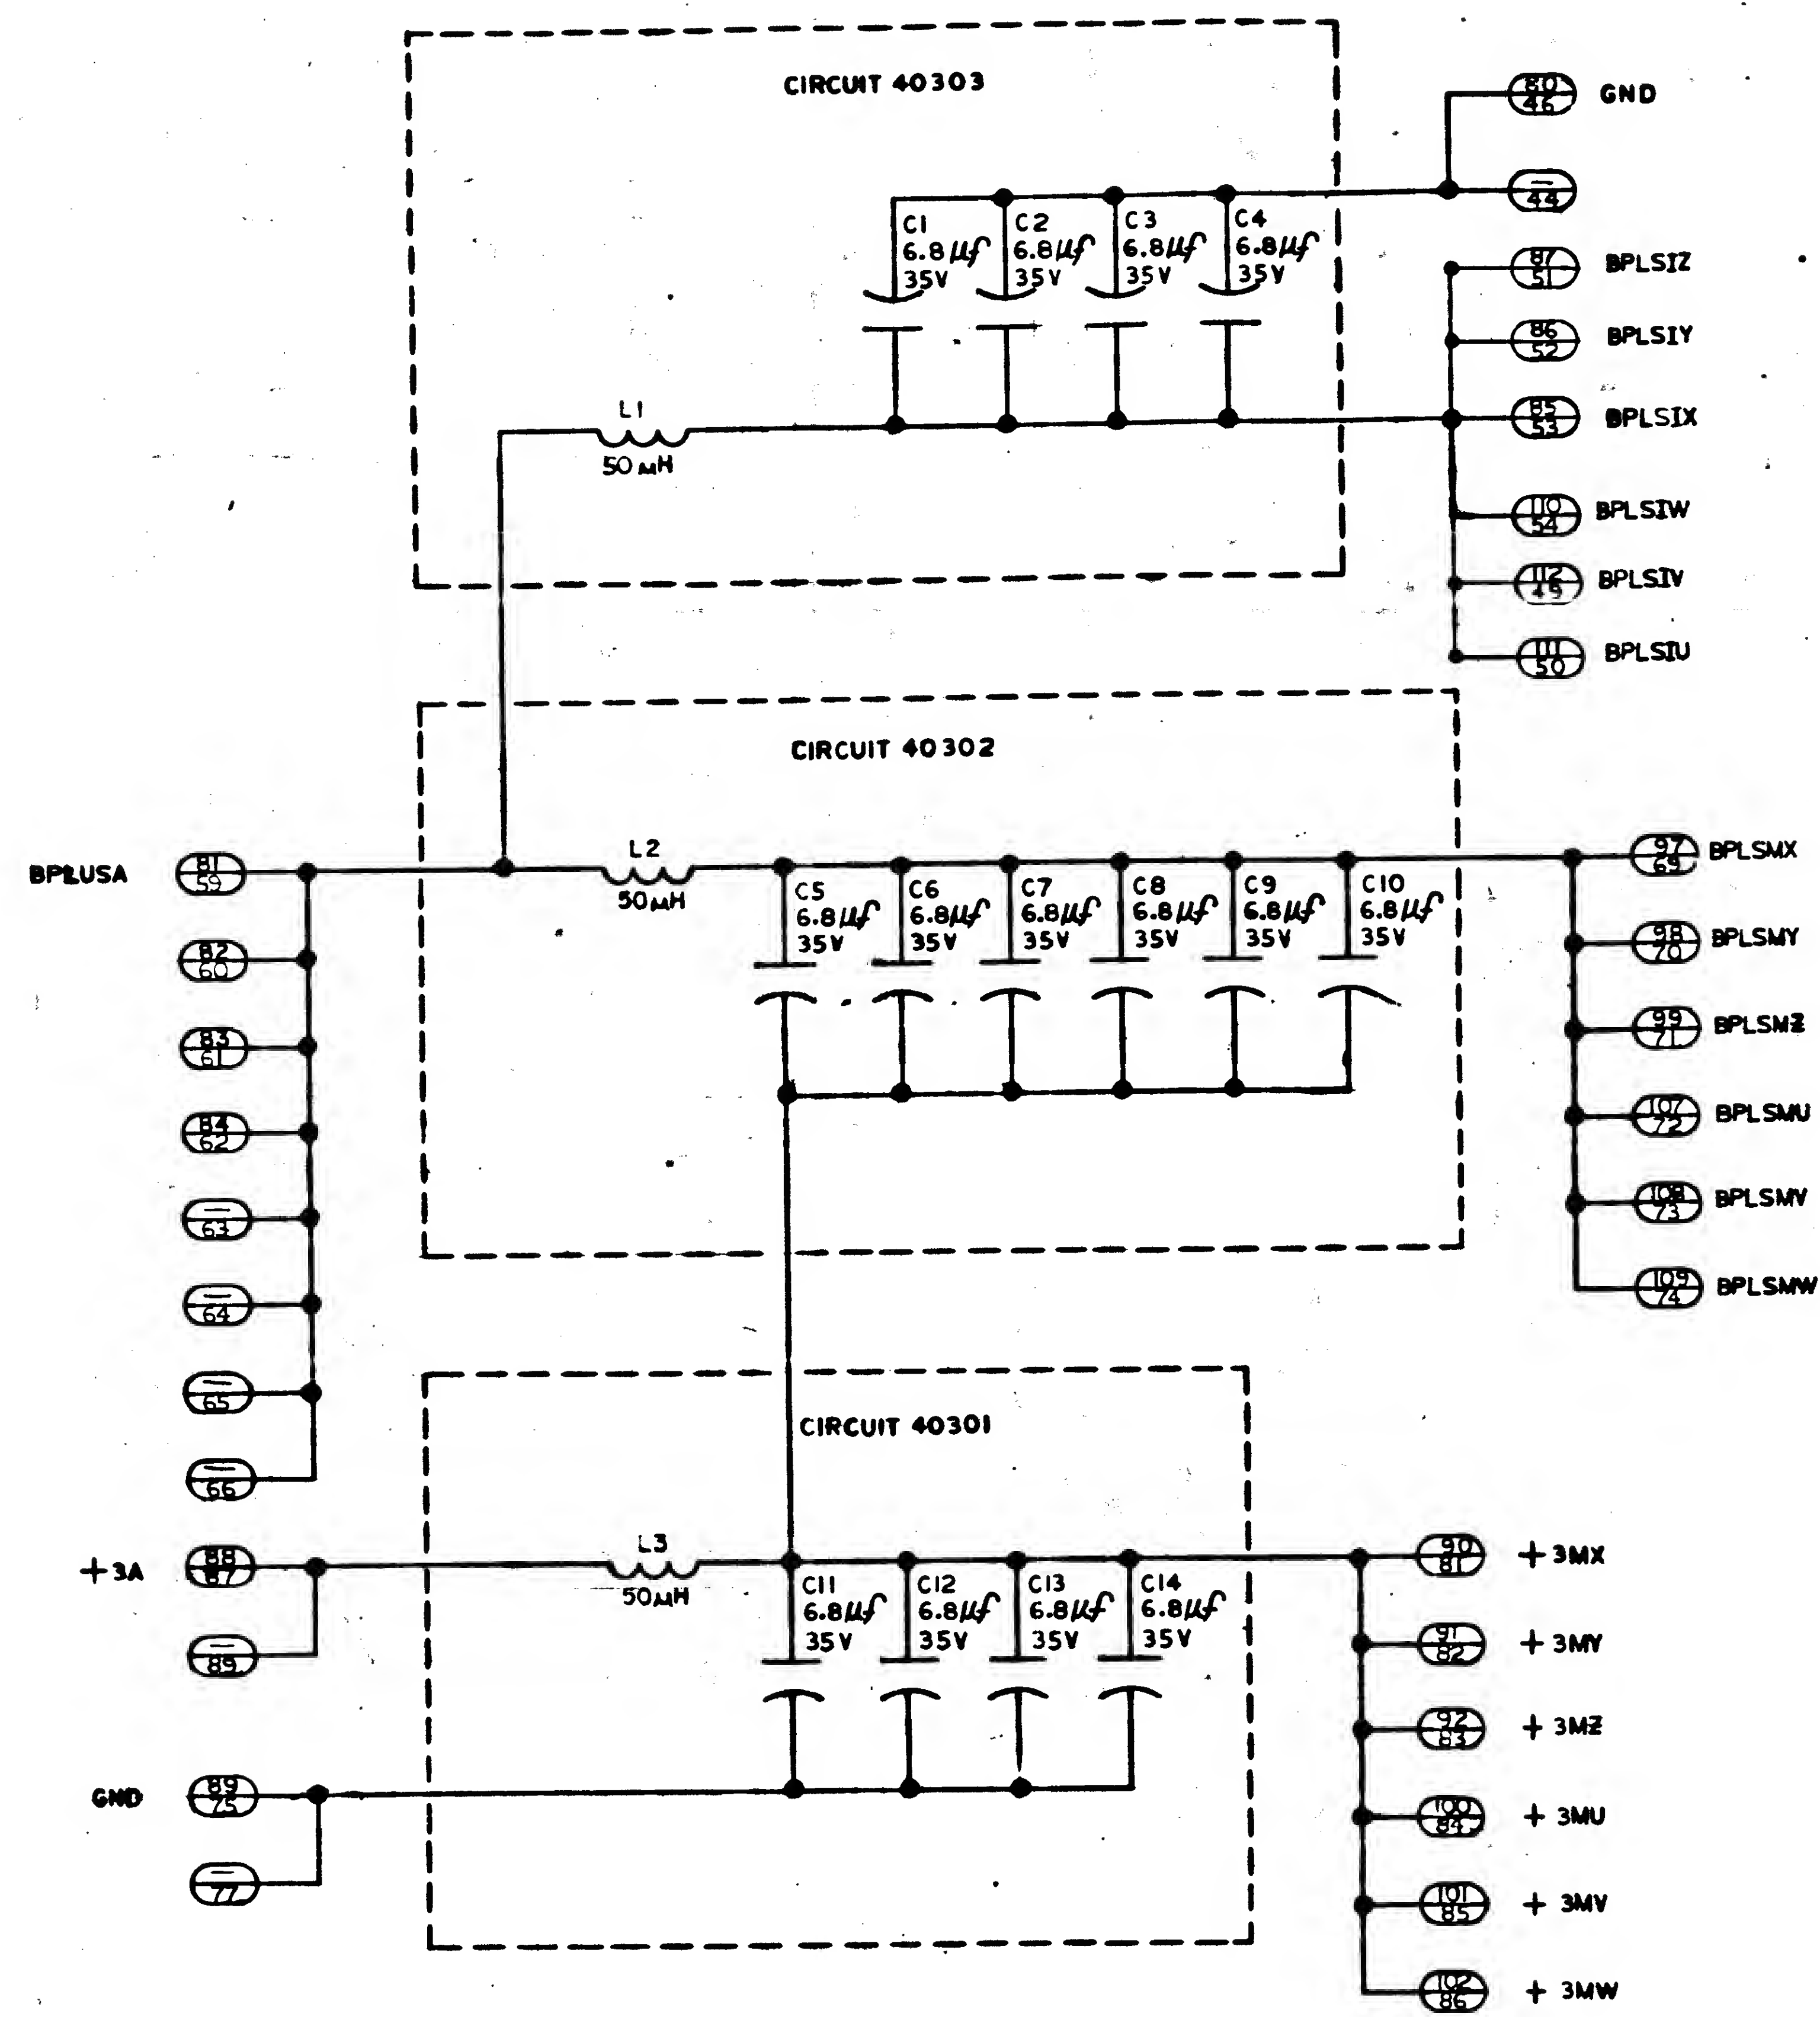 CIRCUIT 40303
80
46
GND
44
C1
6.8µf
35V
C2
6.8µf
35V
C3
6.8µf
35V
C4
6.8µf
35V
87
51
BPLSIZ
86
52
BPLSIY
85
53
BPLSIX
L1
50µH
110
54
BPLSIW
112
49
BPLSIV
111
50
BPLSIU
CIRCUIT 40302
BPLUSA
81
59
82
60
83
61
84
62
63
64
65
66
L2
50µH
C5
6.8µf
35V
C6
6.8µf
35V
C7
6.8µf
35V
C8
6.8µf
35V
C9
6.8µf
35V
C10
6.8µf
35V
97
69
BPLSMX
98
70
BPLSMY
99
71
BPLSMZ
107
72
BPLSMU
108
73
BPLSMV
109
74
BPLSMW
CIRCUIT 40301
+3A
88
87
89
GND
89
75
77
L3
50µH
C11
6.8µf
35V
C12
6.8µf
35V
C13
6.8µf
35V
C14
6.8µf
35V
90
81
+3MX
91
82
+3MY
92
83
+3MZ
100
84
+3MU
101
85
+3MV
102
86
+3MW